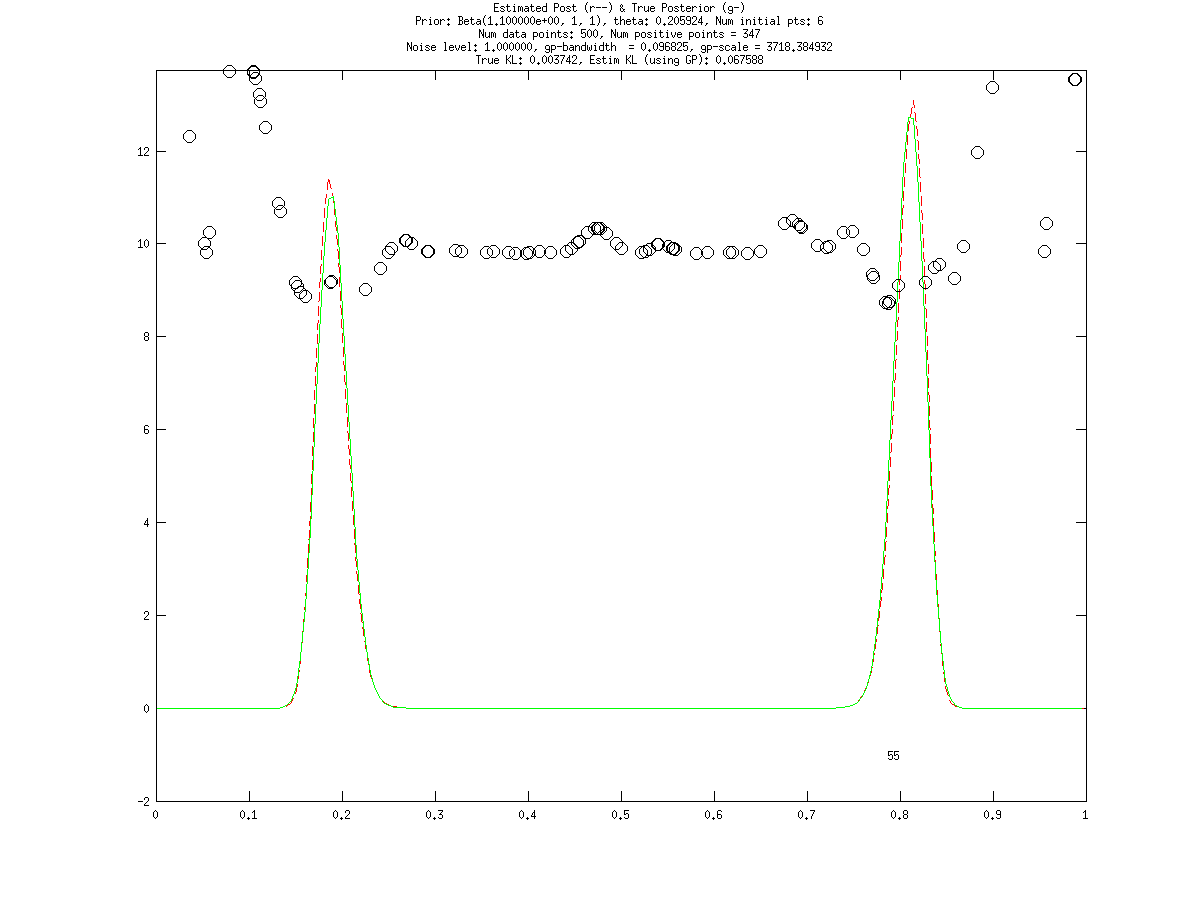 Estimated Post (r--) & True Posterior (g-)
Prior: Beta(1.100000e+00, 1, 1), theta: 0.205924, Num initial pts: 6
Num data points: 500, Num positive points = 347
Noise level: 1.000000, gp-bandwidth  = 0.096825, gp-scale = 3718.384932
True KL: 0.003742, Estim KL (using GP): 0.067588
12
10
8
6
4
2
0
55
-2
0 0.1 0.2 0.3 0.4 0.5 0.6 0.7 0.8 0.9 1